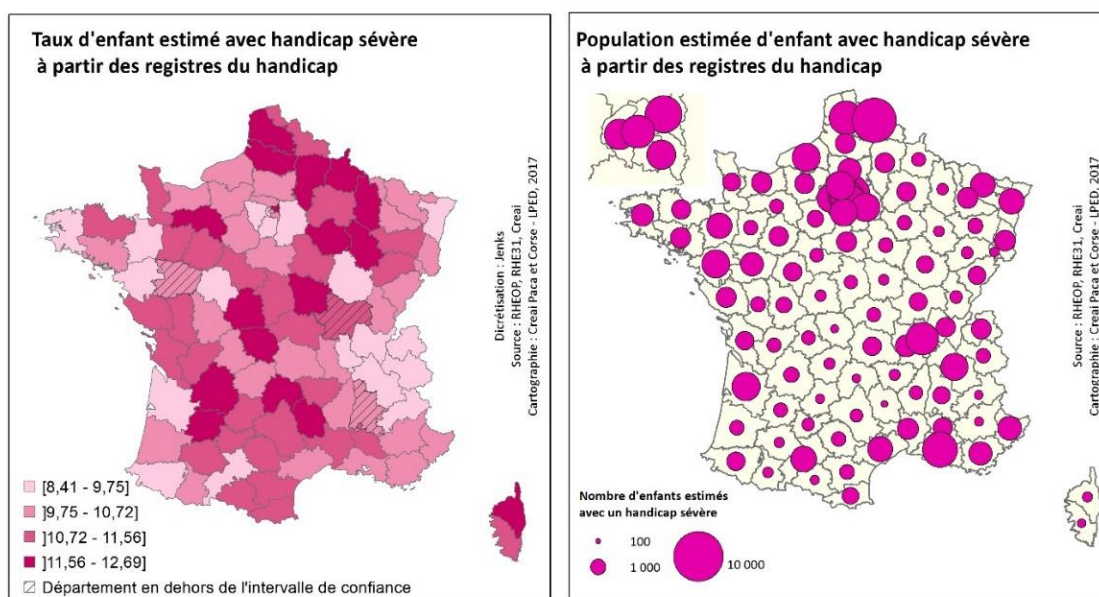 Taux d'enfant estimé avec handicap sévère
à partir des registres du handicap
Dicrétisation : Jenks
Source : RHEOP, RHE31, Creai
Cartographie : Creai Paca et Corse - LPED, 2017
[8,41 - 9,75]
]9,75 - 10,72]
]10,72 - 11,56]
]11,56 - 12,69]
Département en dehors de l'intervalle de confiance
Population estimée d'enfant avec handicap sévère
à partir des registres du handicap
Source : RHEOP, RHE31, Creai
Cartographie : Creai Paca et Corse - LPED, 2017
Nombre d'enfants estimés
avec un handicap sévère
100
1 000
10 000